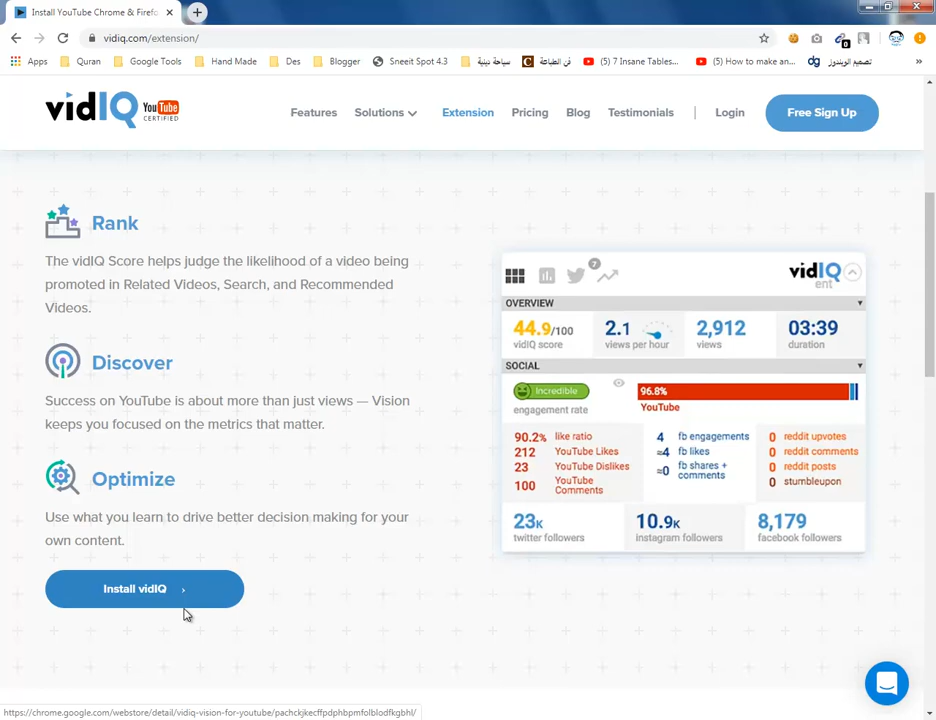 Install YouTube Chrome & Firefo
vidiq.com/extension/
0
Apps Quran Google Tools Hand Made Des Blogger Sneeit Spot 4.3 سياحة بيئية فن الطباعة (7) Insane Tables... (5) How to make an... تصميم البرندوز »
vidIQ YouTube CERTIFIED
Features Solutions Extension Pricing Blog Testimonials | Login Free Sign Up
Rank
The vidIQ Score helps judge the likelihood of a video being
promoted in Related Videos, Search, and Recommended
Videos.
Discover
Success on YouTube is about more than just views — Vision
keeps you focused on the metrics that matter.
Optimize
Use what you learn to drive better decision making for your
own content.
Install vidIQ ›
7
vidIQ
ent
OVERVIEW
44.9/100 2.1 2,912 03:39
vidIQ score views per hour views duration
SOCIAL
Incredible 96.8%
engagement rate YouTube
90.2% like ratio 4 fb engagements 0 reddit upvotes
212 YouTube Likes ≈4 fb likes 0 reddit comments
23 YouTube Dislikes ≈0 fb shares + comments 0 reddit posts
100 YouTube Comments 0 stumbleupon
23K 10.9K 8,179
twitter followers instagram followers facebook followers
https://chrome.google.com/webstore/detail/vidiq-vision-for-youtube/pachckjkecffpdphbpmfolblodfkgbhl/